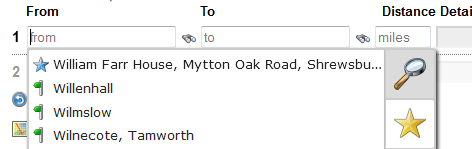 From To Distance Detai
1 from to miles
William Farr House, Mytton Oak Road, Shrewsbu...
2 Willenhall
Wilmslow
Wilnecote, Tamworth